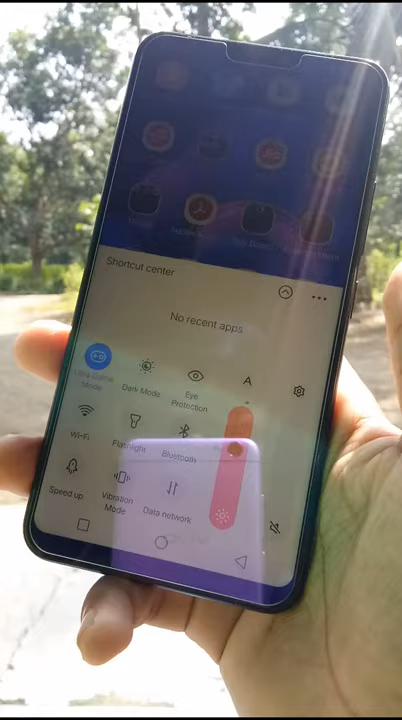 Shortcut center
No recent apps
Ultra Game
Mode
Dark Mode
Eye
Protection
A
Wi-Fi
Flashlight
Bluetooth
Speed up
Vibration
Mode
Data network